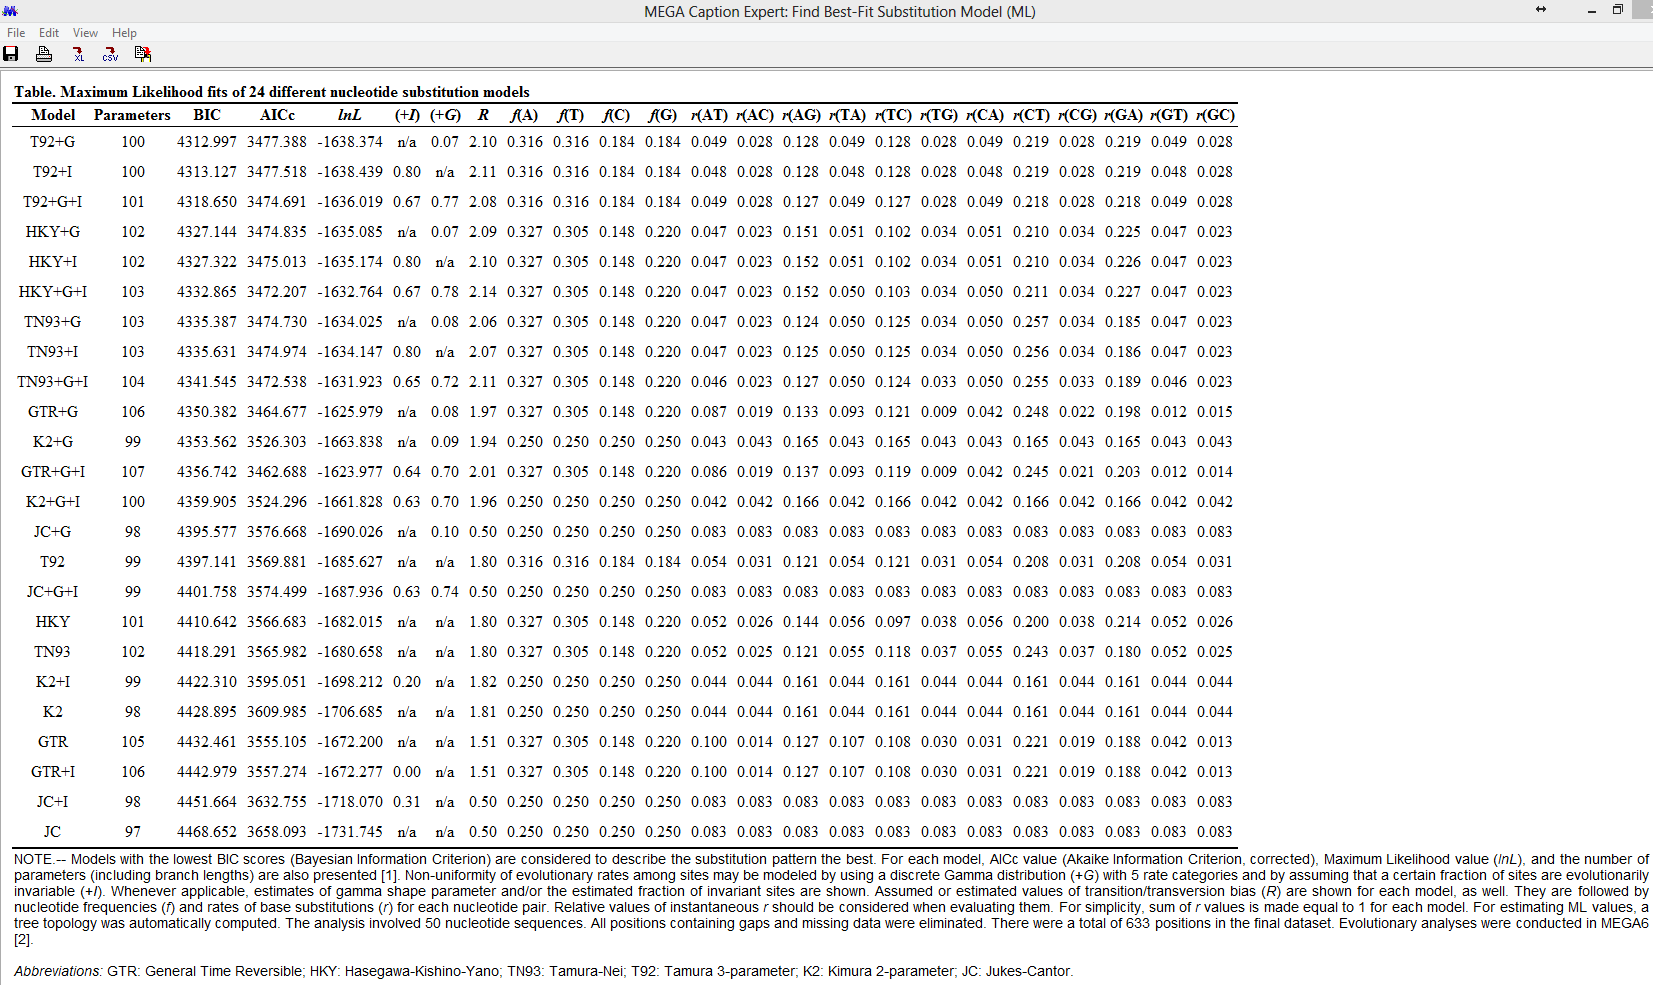 MEGA Caption Expert: Find Best-Fit Substitution Model (ML)
File Edit View Help
XL CSV
Table. Maximum Likelihood fits of 24 different nucleotide substitution models
Model Parameters BIC AICc lnL (+I) (+G) R f(A) f(T) f(C) f(G) r(AT) r(AC) r(AG) r(TA) r(TC) r(TG) r(CA) r(CT) r(CG) r(GA) r(GT) r(GC)
T92+G 100 4312.997 3477.388 -1638.374 n/a 0.07 2.10 0.316 0.316 0.184 0.184 0.049 0.028 0.128 0.049 0.128 0.028 0.049 0.219 0.028 0.219 0.049 0.028
T92+I 100 4313.127 3477.518 -1638.439 0.80 n/a 2.11 0.316 0.316 0.184 0.184 0.048 0.028 0.128 0.048 0.128 0.028 0.048 0.219 0.028 0.219 0.048 0.028
T92+G+I 101 4318.650 3474.691 -1636.019 0.67 0.77 2.08 0.316 0.316 0.184 0.184 0.049 0.028 0.127 0.049 0.127 0.028 0.049 0.218 0.028 0.218 0.049 0.028
HKY+G 102 4327.144 3474.835 -1635.085 n/a 0.07 2.09 0.327 0.305 0.148 0.220 0.047 0.023 0.151 0.051 0.102 0.034 0.051 0.210 0.034 0.225 0.047 0.023
HKY+I 102 4327.322 3475.013 -1635.174 0.80 n/a 2.10 0.327 0.305 0.148 0.220 0.047 0.023 0.152 0.051 0.102 0.034 0.051 0.210 0.034 0.226 0.047 0.023
HKY+G+I 103 4332.865 3472.207 -1632.764 0.67 0.78 2.14 0.327 0.305 0.148 0.220 0.047 0.023 0.152 0.050 0.103 0.034 0.050 0.211 0.034 0.227 0.047 0.023
TN93+G 103 4335.387 3474.730 -1634.025 n/a 0.08 2.06 0.327 0.305 0.148 0.220 0.047 0.023 0.124 0.050 0.125 0.034 0.050 0.257 0.034 0.185 0.047 0.023
TN93+I 103 4335.631 3474.974 -1634.147 0.80 n/a 2.07 0.327 0.305 0.148 0.220 0.047 0.023 0.125 0.050 0.125 0.034 0.050 0.256 0.034 0.186 0.047 0.023
TN93+G+I 104 4341.545 3472.538 -1631.923 0.65 0.72 2.11 0.327 0.305 0.148 0.220 0.046 0.023 0.127 0.050 0.124 0.033 0.050 0.255 0.033 0.189 0.046 0.023
GTR+G 106 4350.382 3464.677 -1625.979 n/a 0.08 1.97 0.327 0.305 0.148 0.220 0.087 0.019 0.133 0.093 0.121 0.009 0.042 0.248 0.022 0.198 0.012 0.015
K2+G 99 4353.562 3526.303 -1663.838 n/a 0.09 1.94 0.250 0.250 0.250 0.250 0.043 0.043 0.165 0.043 0.165 0.043 0.043 0.165 0.043 0.165 0.043 0.043
GTR+G+I 107 4356.742 3462.688 -1623.977 0.64 0.70 2.01 0.327 0.305 0.148 0.220 0.086 0.019 0.137 0.093 0.119 0.009 0.042 0.245 0.021 0.203 0.012 0.014
K2+G+I 100 4359.905 3524.296 -1661.828 0.63 0.70 1.96 0.250 0.250 0.250 0.250 0.042 0.042 0.166 0.042 0.166 0.042 0.042 0.166 0.042 0.166 0.042 0.042
JC+G 98 4395.577 3576.668 -1690.026 n/a 0.10 0.50 0.250 0.250 0.250 0.250 0.083 0.083 0.083 0.083 0.083 0.083 0.083 0.083 0.083 0.083 0.083 0.083
T92 99 4397.141 3569.881 -1685.627 n/a n/a 1.80 0.316 0.316 0.184 0.184 0.054 0.031 0.121 0.054 0.121 0.031 0.054 0.208 0.031 0.208 0.054 0.031
JC+G+I 99 4401.758 3574.499 -1687.936 0.63 0.74 0.50 0.250 0.250 0.250 0.250 0.083 0.083 0.083 0.083 0.083 0.083 0.083 0.083 0.083 0.083 0.083 0.083
HKY 101 4410.642 3566.683 -1682.015 n/a n/a 1.80 0.327 0.305 0.148 0.220 0.052 0.026 0.144 0.056 0.097 0.038 0.056 0.200 0.038 0.214 0.052 0.026
TN93 102 4418.291 3565.982 -1680.658 n/a n/a 1.80 0.327 0.305 0.148 0.220 0.052 0.025 0.121 0.055 0.118 0.037 0.055 0.243 0.037 0.180 0.052 0.025
K2+I 99 4422.310 3595.051 -1698.212 0.20 n/a 1.82 0.250 0.250 0.250 0.250 0.044 0.044 0.161 0.044 0.161 0.044 0.044 0.161 0.044 0.161 0.044 0.044
K2 98 4428.895 3609.985 -1706.685 n/a n/a 1.81 0.250 0.250 0.250 0.250 0.044 0.044 0.161 0.044 0.161 0.044 0.044 0.161 0.044 0.161 0.044 0.044
GTR 105 4432.461 3555.105 -1672.200 n/a n/a 1.51 0.327 0.305 0.148 0.220 0.100 0.014 0.127 0.107 0.108 0.030 0.031 0.221 0.019 0.188 0.042 0.013
GTR+I 106 4442.979 3557.274 -1672.277 0.00 n/a 1.51 0.327 0.305 0.148 0.220 0.100 0.014 0.127 0.107 0.108 0.030 0.031 0.221 0.019 0.188 0.042 0.013
JC+I 98 4451.664 3632.755 -1718.070 0.31 n/a 0.50 0.250 0.250 0.250 0.250 0.083 0.083 0.083 0.083 0.083 0.083 0.083 0.083 0.083 0.083 0.083 0.083
JC 97 4468.652 3658.093 -1731.745 n/a n/a 0.50 0.250 0.250 0.250 0.250 0.083 0.083 0.083 0.083 0.083 0.083 0.083 0.083 0.083 0.083 0.083 0.083
NOTE.-- Models with the lowest BIC scores (Bayesian Information Criterion) are considered to describe the substitution pattern the best. For each model, AICc value (Akaike Information Criterion, corrected), Maximum Likelihood value (lnL), and the number of
parameters (including branch lengths) are also presented [1]. Non-uniformity of evolutionary rates among sites may be modeled by using a discrete Gamma distribution (+G) with 5 rate categories and by assuming that a certain fraction of sites are evolutionarily
invariable (+I). Whenever applicable, estimates of gamma shape parameter and/or the estimated fraction of invariant sites are shown. Assumed or estimated values of transition/transversion bias (R) are shown for each model, as well. They are followed by
nucleotide frequencies (f) and rates of base substitutions (r) for each nucleotide pair. Relative values of instantaneous r should be considered when evaluating them. For simplicity, sum of r values is made equal to 1 for each model. For estimating ML values, a
tree topology was automatically computed. The analysis involved 50 nucleotide sequences. All positions containing gaps and missing data were eliminated. There were a total of 633 positions in the final dataset. Evolutionary analyses were conducted in MEGA6
[2].
Abbreviations: GTR: General Time Reversible; HKY: Hasegawa-Kishino-Yano; TN93: Tamura-Nei; T92: Tamura 3-parameter; K2: Kimura 2-parameter; JC: Jukes-Cantor.